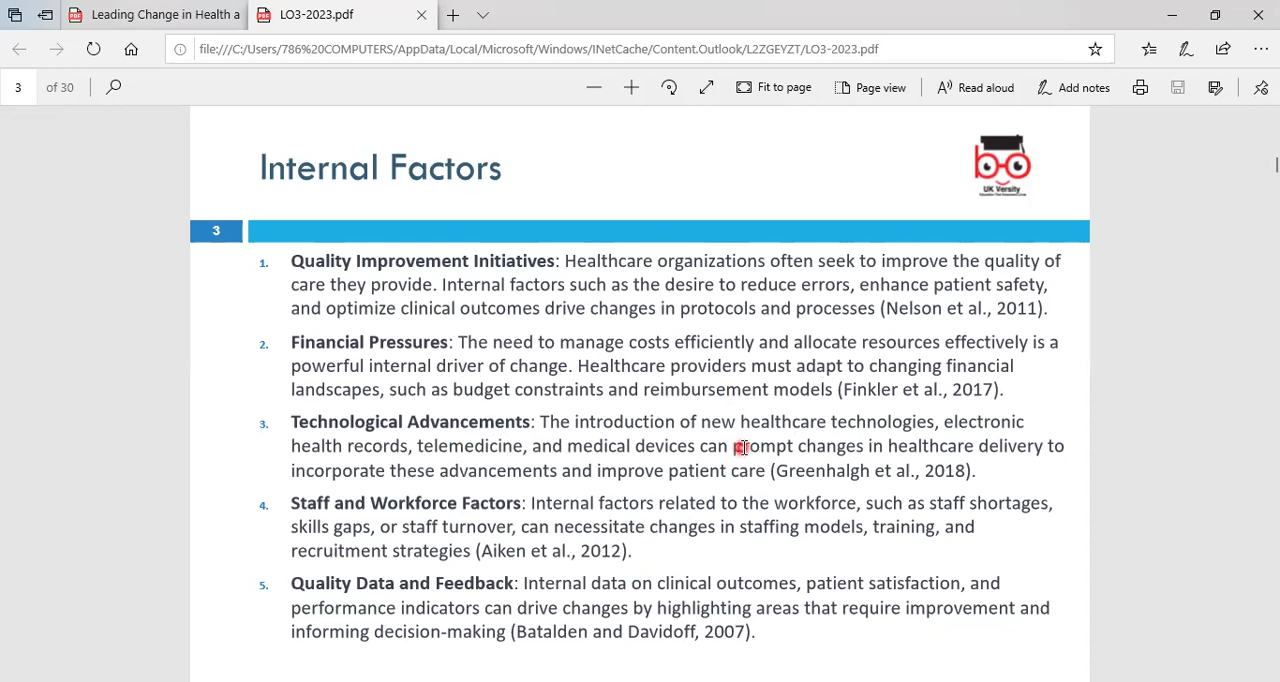 Leading Change in Health a
LO3-2023.pdf
file:///C:/Users/786%20COMPUTERS/AppData/Local/Microsoft/Windows/INetCache/Content.Outlook/L2ZGEYZT/LO3-2023.pdf
3 of 30
Fit to page
Page view
Read aloud
Add notes
Internal Factors
UK Versity
3
1. Quality Improvement Initiatives: Healthcare organizations often seek to improve the quality of
care they provide. Internal factors such as the desire to reduce errors, enhance patient safety,
and optimize clinical outcomes drive changes in protocols and processes (Nelson et al., 2011).
2. Financial Pressures: The need to manage costs efficiently and allocate resources effectively is a
powerful internal driver of change. Healthcare providers must adapt to changing financial
landscapes, such as budget constraints and reimbursement models (Finkler et al., 2017).
3. Technological Advancements: The introduction of new healthcare technologies, electronic
health records, telemedicine, and medical devices can prompt changes in healthcare delivery to
incorporate these advancements and improve patient care (Greenhalgh et al., 2018).
4. Staff and Workforce Factors: Internal factors related to the workforce, such as staff shortages,
skills gaps, or staff turnover, can necessitate changes in staffing models, training, and
recruitment strategies (Aiken et al., 2012).
5. Quality Data and Feedback: Internal data on clinical outcomes, patient satisfaction, and
performance indicators can drive changes by highlighting areas that require improvement and
informing decision-making (Batalden and Davidoff, 2007).